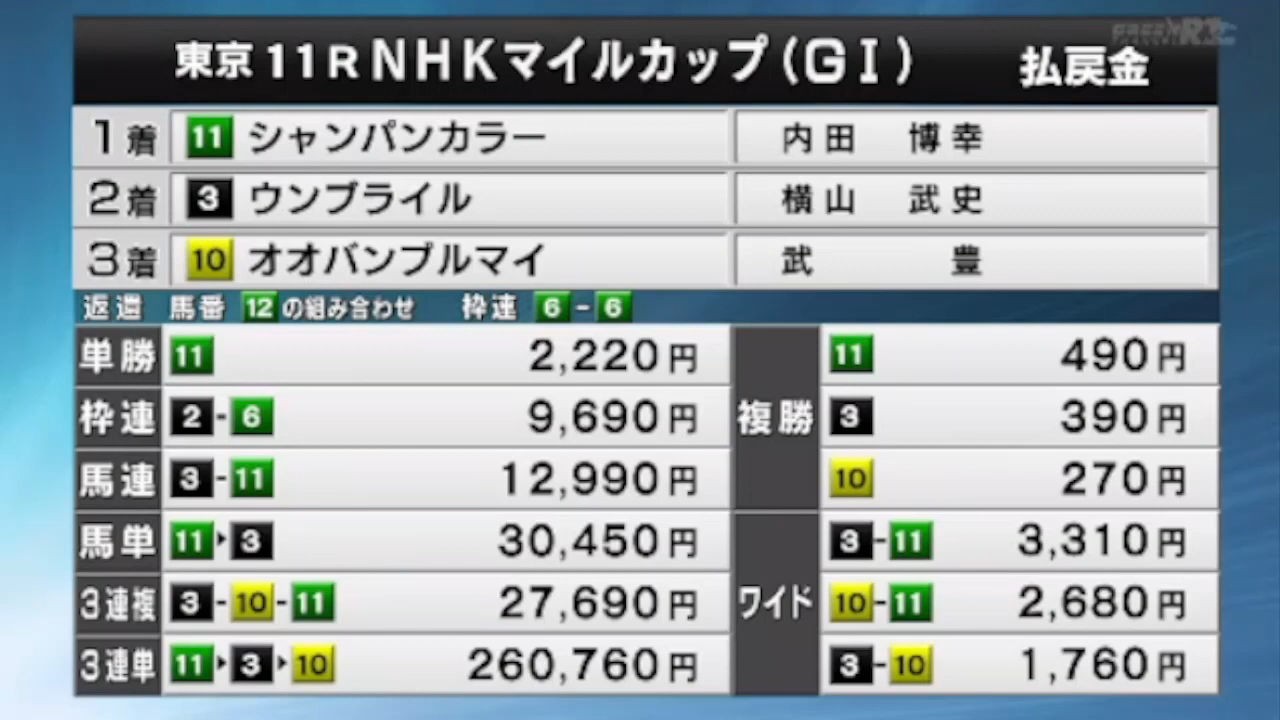 東京11R NHKマイルカップ(GⅠ) 払戻金
1着 11 シャンパンカラー 内田 博幸
2着 3 ウンブライル 横山 武史
3着 10 オオバンブルマイ 武 豊
返還 馬番 12 の組み合わせ 枠連 6-6
単勝 11 2,220円
枠連 2-6 9,690円
馬連 3-11 12,990円
馬単 11▸3 30,450円
3連複 3-10-11 27,690円
3連単 11▸3▸10 260,760円
複勝 11 490円
3 390円
10 270円
ワイド 3-11 3,310円
10-11 2,680円
3-10 1,760円